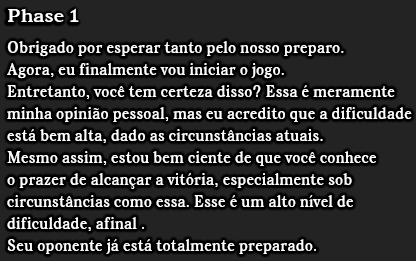 Phase 1
Obrigado por esperar tanto pelo nosso preparo.
Agora, eu finalmente vou iniciar o jogo.
Entretanto, você tem certeza disso? Essa é meramente
minha opinião pessoal, mas eu acredito que a dificuldade
está bem alta, dado as circunstâncias atuais.
Mesmo assim, estou bem ciente de que você conhece
o prazer de alcançar a vitória, especialmente sob
circunstâncias como essa. Esse é um alto nível de
dificuldade, afinal .
Seu oponente já está totalmente preparado.